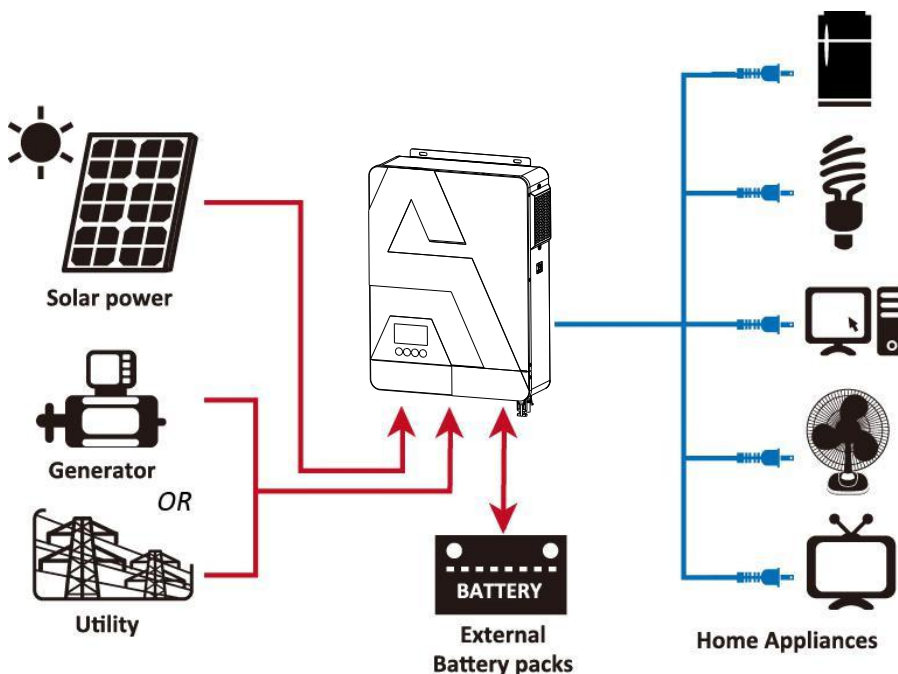 Solar power
Generator
OR
Utility
BATTERY
External
Battery packs
Home Appliances